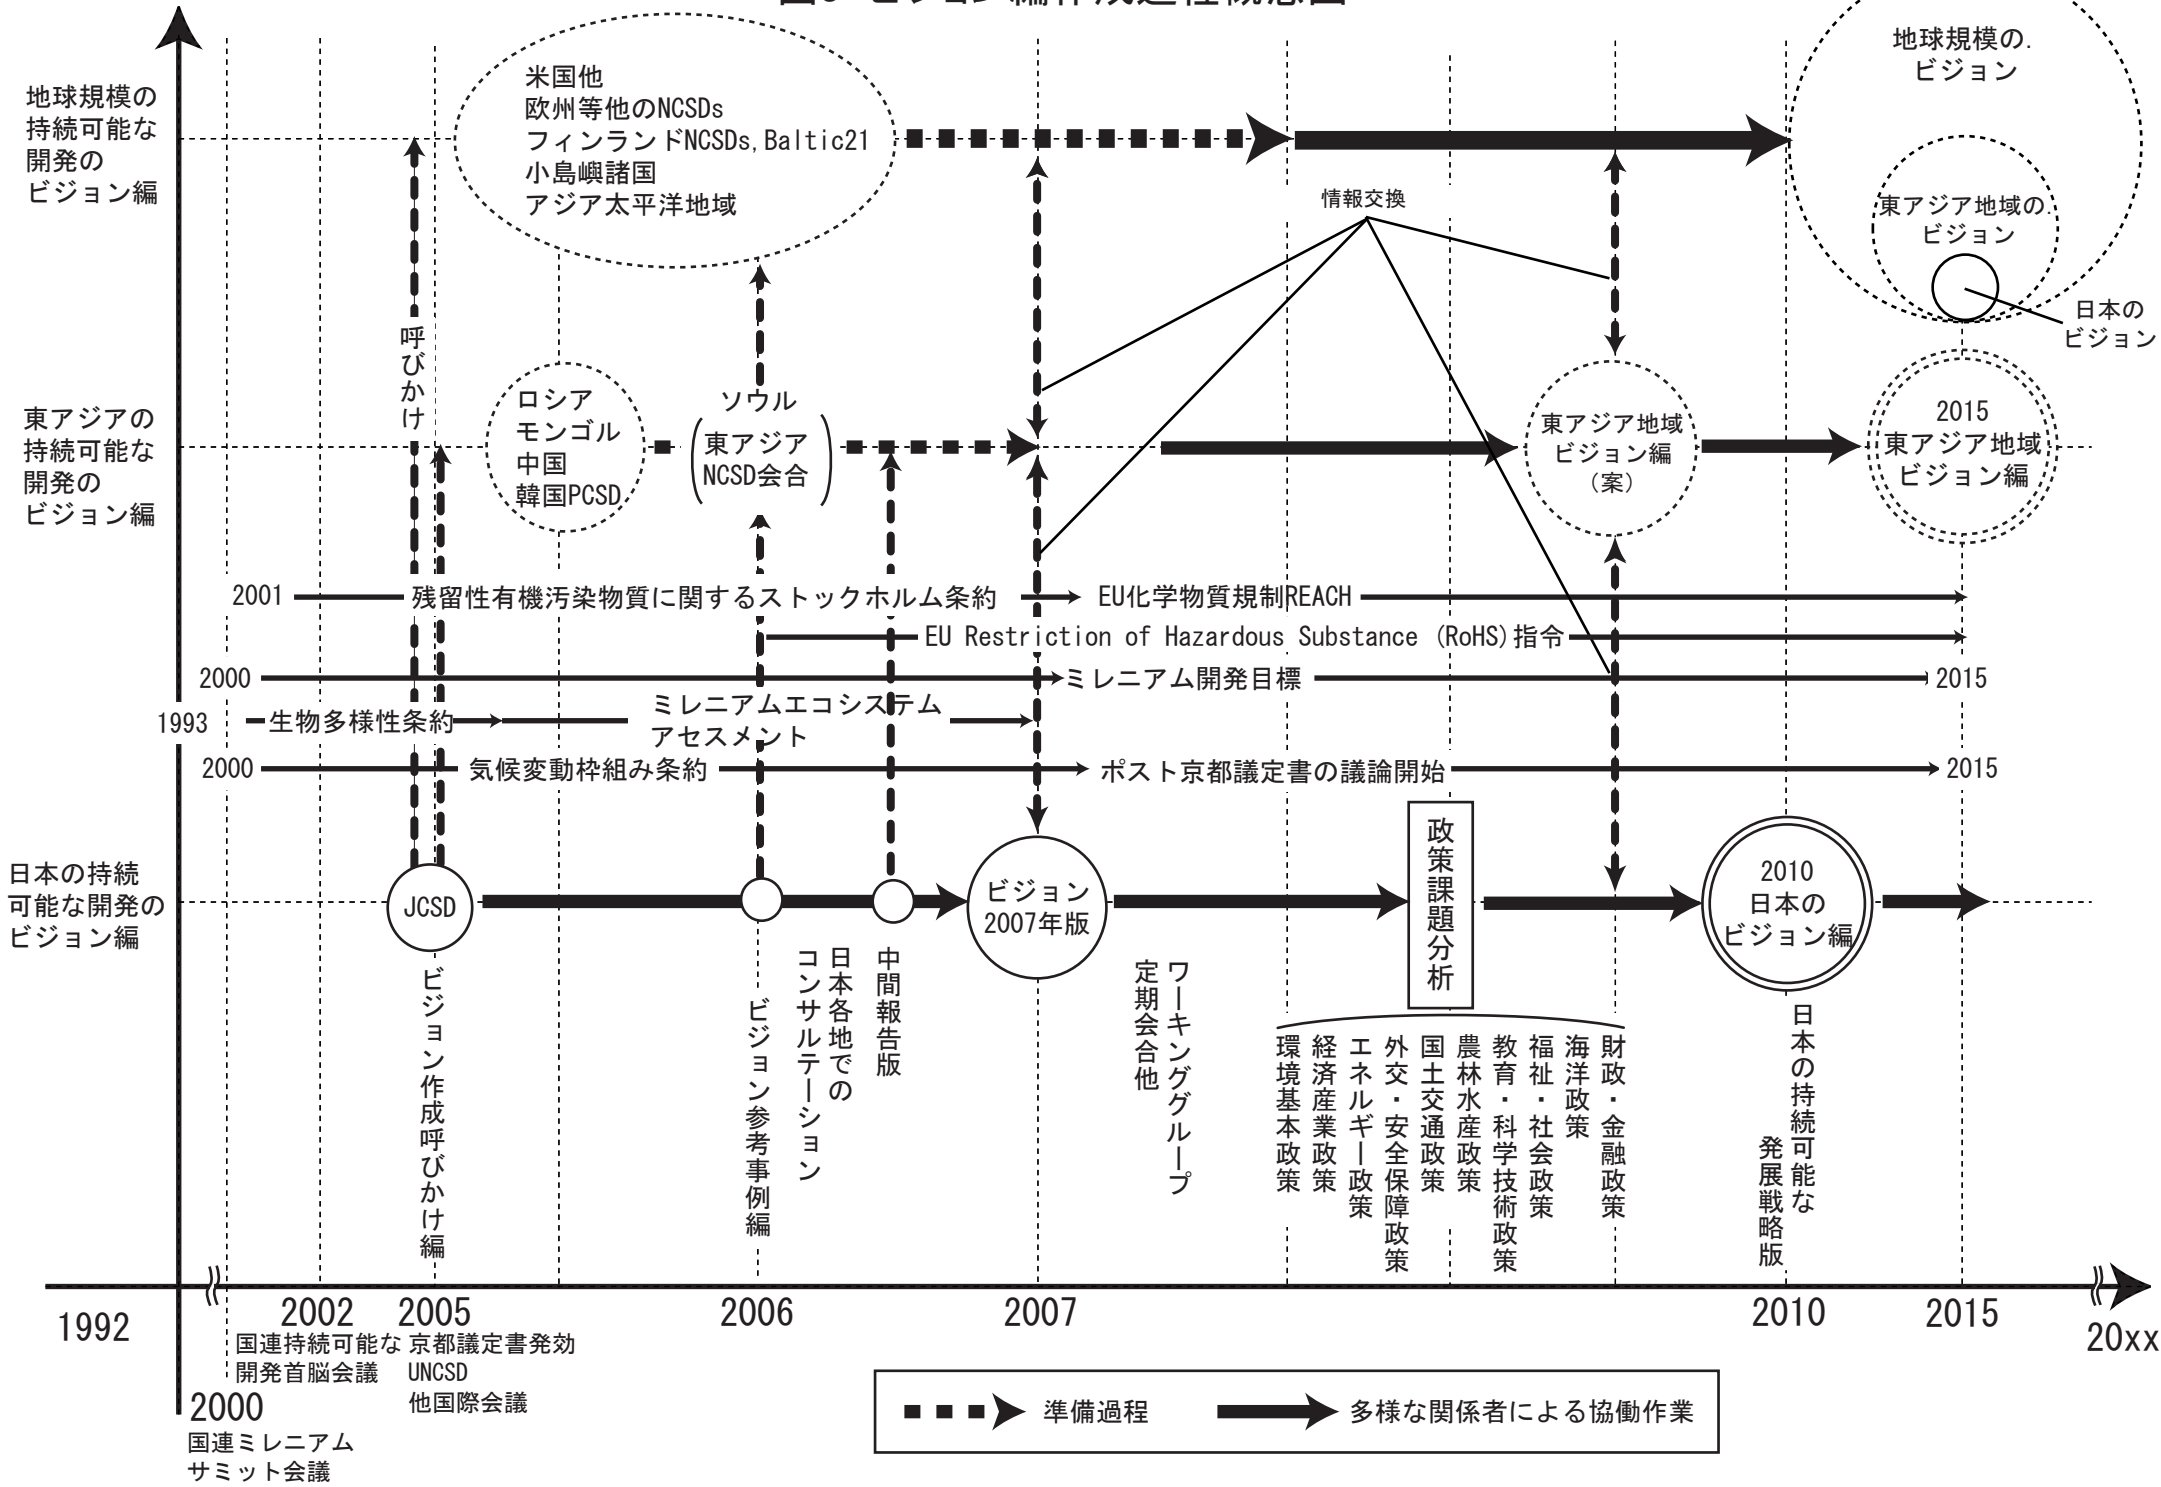 地球規模の
持続可能な
開発の
ビジョン編
米国他
欧州等他のNCSDs
フィンランドNCSDs,Baltic21
小島嶼諸国
アジア太平洋地域
地球規模の.
ビジョン
東アジア地域の.
ビジョン
日本の
ビジョン
情報交換
呼びかけ
東アジアの
持続可能な
開発の
ビジョン編
ロシア
モンゴル
中国
韓国PCSD
ソウル
東アジア
NCSD会合
東アジア地域
ビジョン編
（案）
2015
東アジア地域
ビジョン編
2001
残留性有機汚染物質に関するストックホルム条約
EU化学物質規制REACH
EU Restriction of Hazardous Substance (RoHS)指令
2000
ミレニアム開発目標
2015
1993
生物多様性条約
ミレニアムエコシステム
アセスメント
2000
気候変動枠組み条約
ポスト京都議定書の議論開始
2015
日本の持続
可能な開発の
ビジョン編
JCSD
ビジョン
2007年版
政策課題分析
2010
日本の
ビジョン編
ビジョン作成呼びかけ編
ビジョン参考事例編
日本各地での
コンサルテーション
中間報告版
ワーキンググループ
定期会合他
環境基本政策
経済産業政策
エネルギー政策
外交・安全保障政策
国土交通政策
農林水産政策
教育・科学技術政策
福祉・社会政策
海洋政策
財政・金融政策
日本の持続可能な
発展戦略版
1992
2002
2005
2006
2007
2010
2015
20xx
国連持続可能な
開発首脳会議
京都議定書発効
UNCSD
他国際会議
2000
国連ミレニアム
サミット会議
準備過程
多様な関係者による協働作業